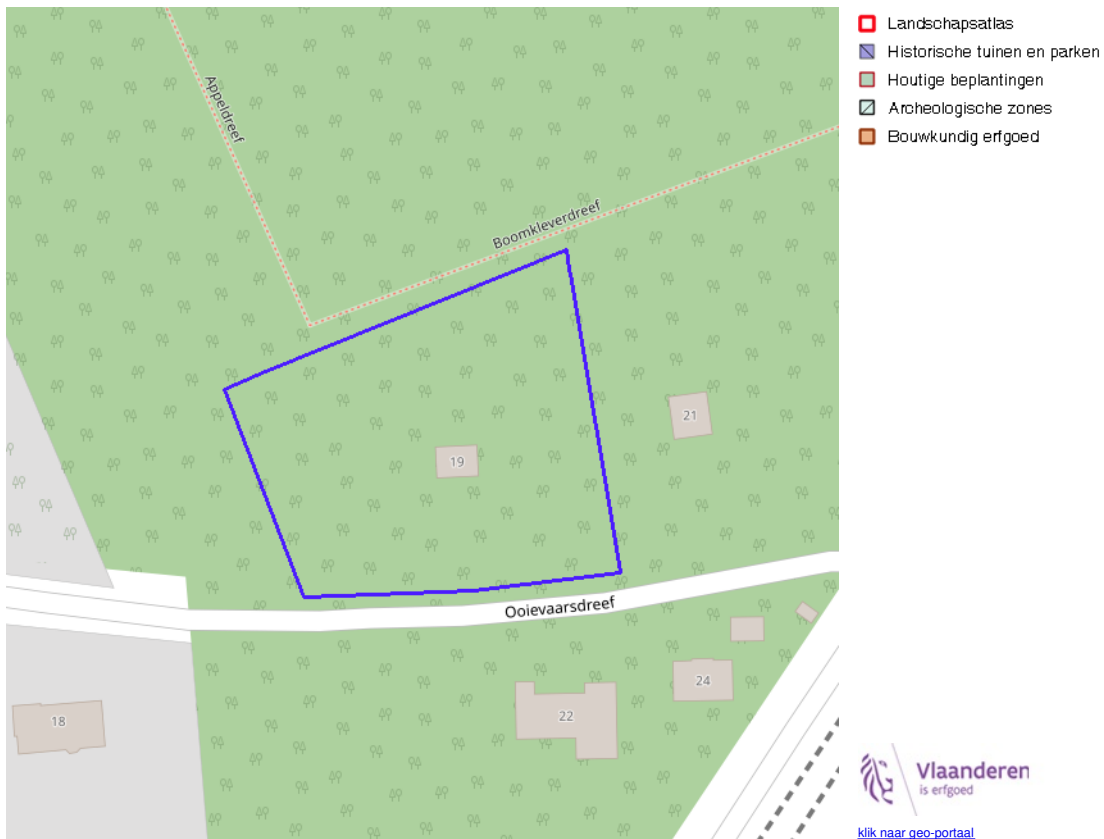 Appeldreef
Boomkleverdreef
21
19
Ooievaarsdreef
24
22
18
Landschapsatlas
Historische tuinen en parken
Houtige beplantingen
Archeologische zones
Bouwkundig erfgoed
Vlaanderen
is erfgoed
klik naar geo-portaal